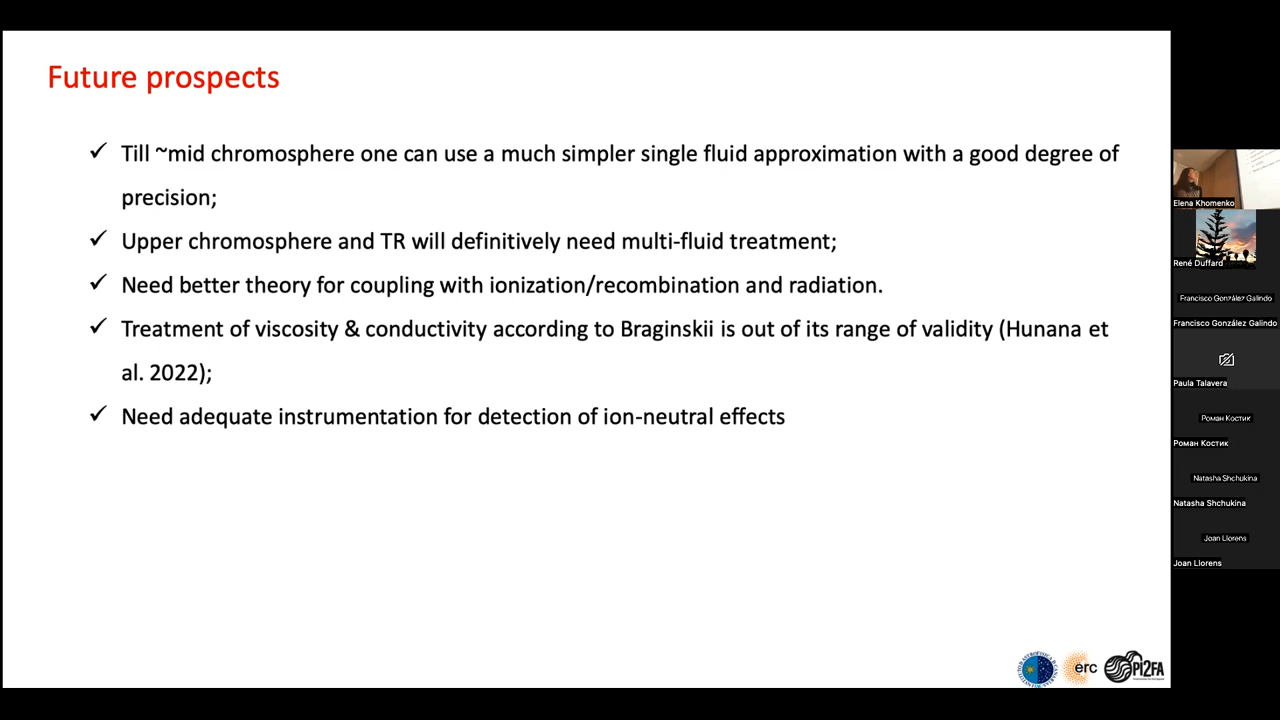 Future prospects
✓ Till ~mid chromosphere one can use a much simpler single fluid approximation with a good degree of
precision;
✓ Upper chromosphere and TR will definitively need multi-fluid treatment;
✓ Need better theory for coupling with ionization/recombination and radiation.
✓ Treatment of viscosity & conductivity according to Braginskii is out of its range of validity (Hunana et
al. 2022);
✓ Need adequate instrumentation for detection of ion-neutral effects
erc
PI2FA
Elena Khomenko
René Duffard
Francisco González Galindo
Francisco González Galindo
Paula Talavera
Роман Костик
Роман Костик
Natasha Shchukina
Natasha Shchukina
Joan Llorens
Joan Llorens